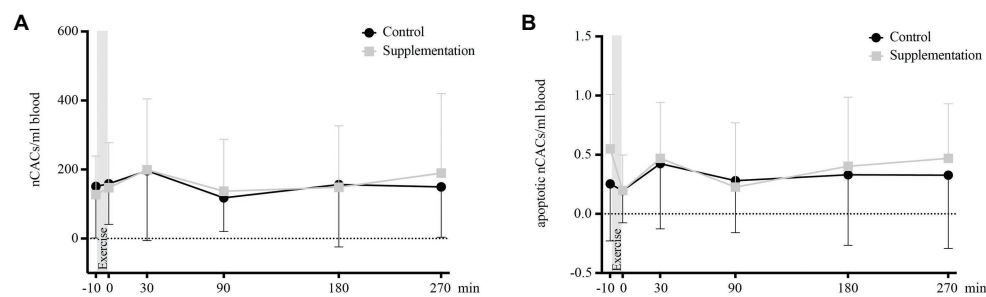 A
600
400
200
0
nCACs/ml blood
Control
Supplementation
Exercise
-10 0 30 90 180 270 min
B
1.5
1.0
0.5
0.0
-0.5
apoptotic nCACs/ml blood
Control
Supplementation
Exercise
-10 0 30 90 180 270 min